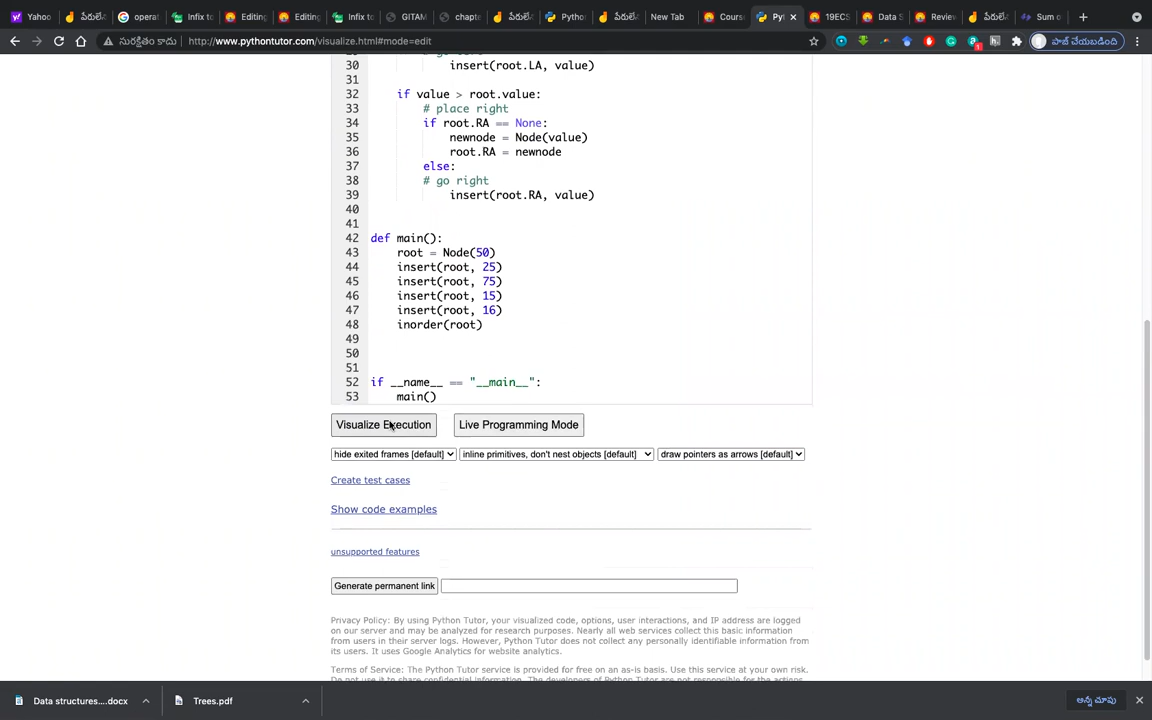 Yahoo
పేరులే
operat
Infix to
Editing
Editing
Infix to
GITAM
chapte
పేరులే
Pythor
పేరులే
New Tab
Cours
Pyt
19ECS
Data S
Review
పేరులే
Sum o
సురక్షితం కాదు
http://www.pythontutor.com/visualize.html#mode=edit
పాజ్ చేయబడింది
30 insert(root.LA, value)
31
32 if value > root.value:
33 # place right
34 if root.RA == None:
35 newnode = Node(value)
36 root.RA = newnode
37 else:
38 # go right
39 insert(root.RA, value)
40
41
42 def main():
43 root = Node(50)
44 insert(root, 25)
45 insert(root, 75)
46 insert(root, 15)
47 insert(root, 16)
48 inorder(root)
49
50
51
52 if __name__ == "__main__":
53 main()
Visualize Execution Live Programming Mode
hide exited frames [default] inline primitives, don't nest objects [default] draw pointers as arrows [default]
Create test cases
Show code examples
unsupported features
Generate permanent link
Privacy Policy: By using Python Tutor, your visualized code, options, user interactions, and IP address are logged
on our server and may be analyzed for research purposes. Nearly all web services collect this basic information
from users in their server logs. However, Python Tutor does not collect any personally identifiable information from
its users. It uses Google Analytics for website analytics.
Terms of Service: The Python Tutor service is provided for free on an as-is basis. Use this service at your own risk.
Data structures....docx
Trees.pdf
అన్నీ చూపు